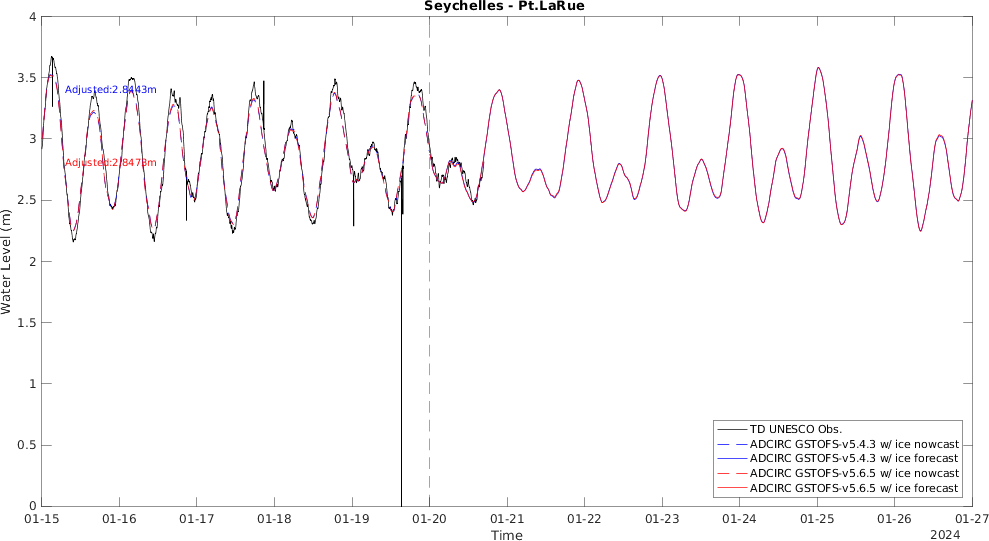 Seychelles - Pt.LaRue
4
3.5
3
2.5
2
1.5
1
0.5
0
Water Level (m)
Adjusted:2.8443m
Adjusted:2.8473m
TD UNESCO Obs.
ADCIRC GSTOFS-v5.4.3 w/ ice nowcast
ADCIRC GSTOFS-v5.4.3 w/ ice forecast
ADCIRC GSTOFS-v5.6.5 w/ ice nowcast
ADCIRC GSTOFS-v5.6.5 w/ ice forecast
01-15 01-16 01-17 01-18 01-19 01-20 01-21 01-22 01-23 01-24 01-25 01-26 01-27
Time
2024